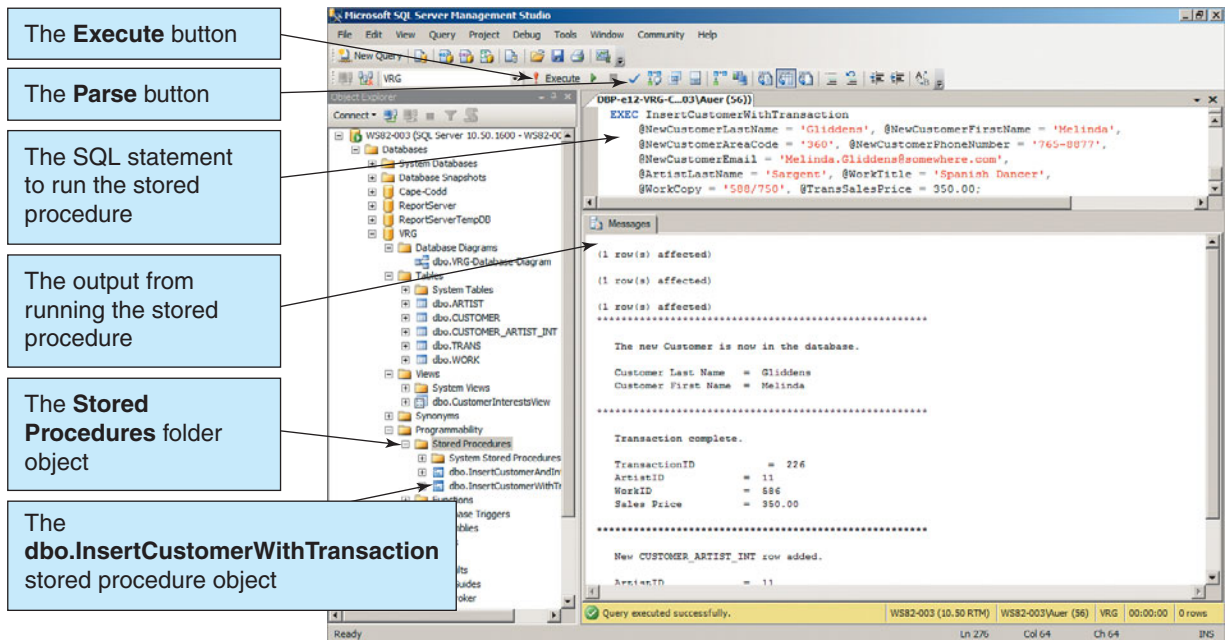 The Execute button
The Parse button
The SQL statement
to run the stored
procedure
The output from
running the stored
procedure
The Stored
Procedures folder
object
The
dbo.InsertCustomerWithTransaction
stored procedure object
Microsoft SQL Server Management Studio
File Edit View Query Project Debug Tools Window Community Help
New Query
VRG
Execute
Object Explorer
Connect
WS82-003 (SQL Server 10.50.1600 - WS82-0C
Databases
System Databases
Database Snapshots
Cape-Codd
ReportServer
ReportServerTempDB
VRG
Database Diagrams
dbo.VRG-Database-Diagram
Tables
System Tables
dbo.ARTIST
dbo.CUSTOMER
dbo.CUSTOMER_ARTIST_INT
dbo.TRANS
dbo.WORK
Views
System Views
dbo.CustomerInterestsView
Synonyms
Programmability
Stored Procedures
System Stored Procedures
dbo.InsertCustomerAndIn
dbo.InsertCustomerWithTr
Functions
ase Triggers
mblies
s
lts
Guides
roker
DBP-e12-VRG-C...03\Auer (56))
EXEC InsertCustomerWithTransaction
@NewCustomerLastName = 'Gliddens', @NewCustomerFirstName = 'Melinda',
@NewCustomerAreaCode = '360', @NewCustomerPhoneNumber = '765-8877',
@NewCustomerEmail = 'Melinda.Gliddens@somewhere.com',
@ArtistLastName = 'Sargent', @WorkTitle = 'Spanish Dancer',
@WorkCopy = '588/750', @TransSalesPrice = 350.00;
Messages
(1 row(s) affected)
(1 row(s) affected)
(1 row(s) affected)
******************************************************
The new Customer is now in the database.
Customer Last Name = Gliddens
Customer First Name = Melinda
******************************************************
Transaction complete.
TransactionID = 226
ArtistID = 11
WorkID = 586
Sales Price = 350.00
******************************************************
New CUSTOMER_ARTIST_INT row added.
ArtistID = 11
Query executed successfully.
WS82-003 (10.50 RTM) WS82-003\Auer (56) VRG 00:00:00 0 rows
Ready
Ln 276 Col 64 Ch 64 INS